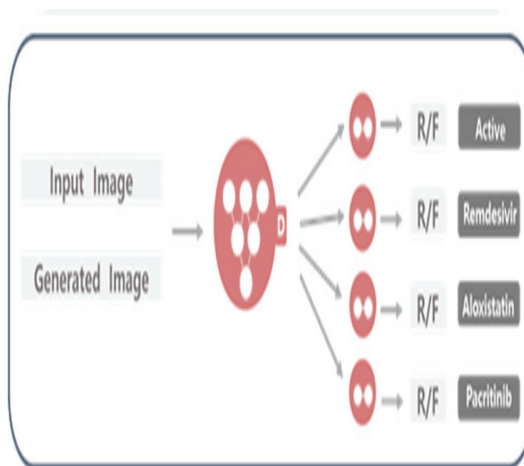 Input Image
Generated Image
D
R/F
Active
R/F
Remdesivir
R/F
Aloxistatin
R/F
Pacritinib